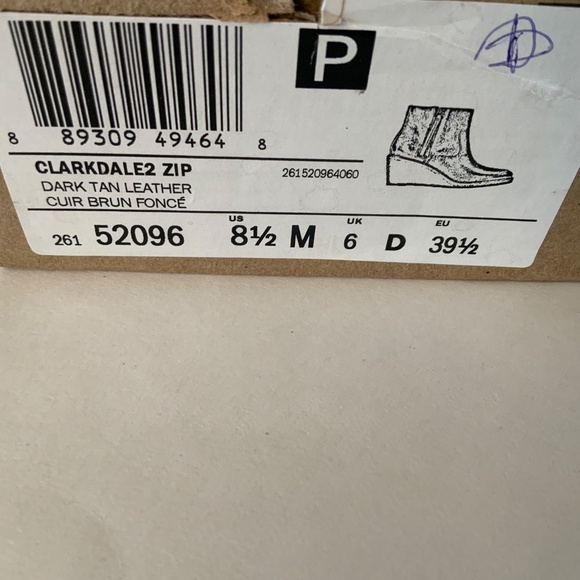 P
8 89309 49464 8
CLARKDALE2 ZIP 261520964060
DARK TAN LEATHER
CUIR BRUN FONCÉ
US UK EU
261 52096 8½ M 6 D 39½